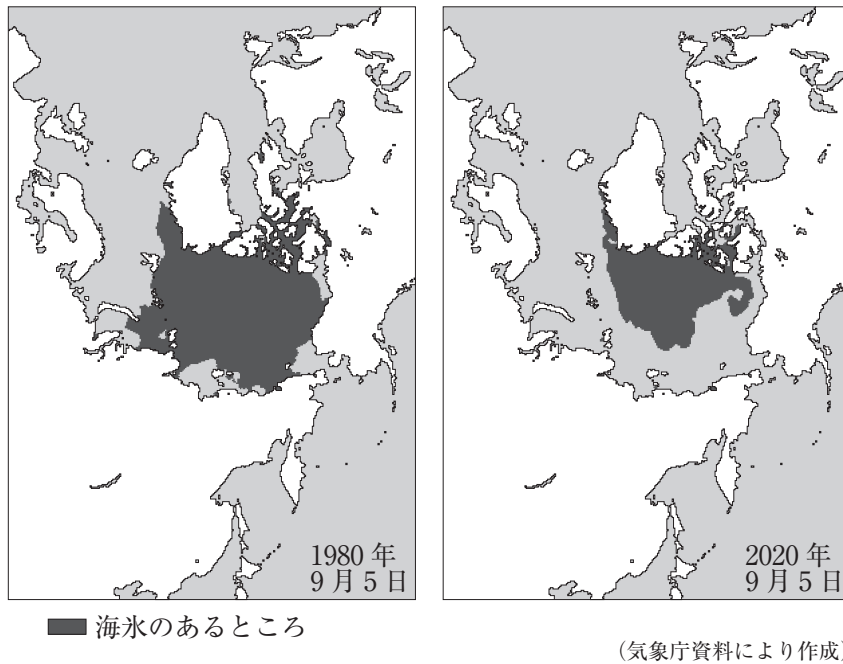 1980 年
9 月 5 日
2020 年
9 月 5 日
海氷のあるところ
（気象庁資料により作成）